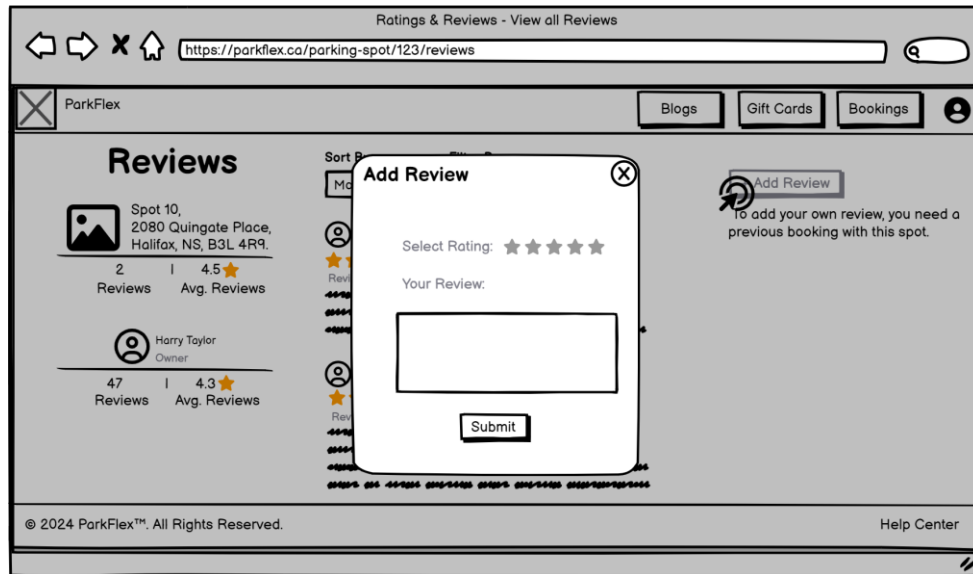 Ratings & Reviews - View all Reviews
https://parkflex.ca/parking-spot/123/reviews
ParkFlex
Blogs
Gift Cards
Bookings
Reviews
Spot 10,
2080 Quingate Place,
Halifax, NS, B3L 4R9.
2 | 4.5
Reviews Avg. Reviews
Harry Taylor
Owner
47 | 4.3
Reviews Avg. Reviews
Sort
Add Review
Select Rating:
Your Review:
Submit
Add Review
To add your own review, you need a
previous booking with this spot.
© 2024 ParkFlex™. All Rights Reserved.
Help Center